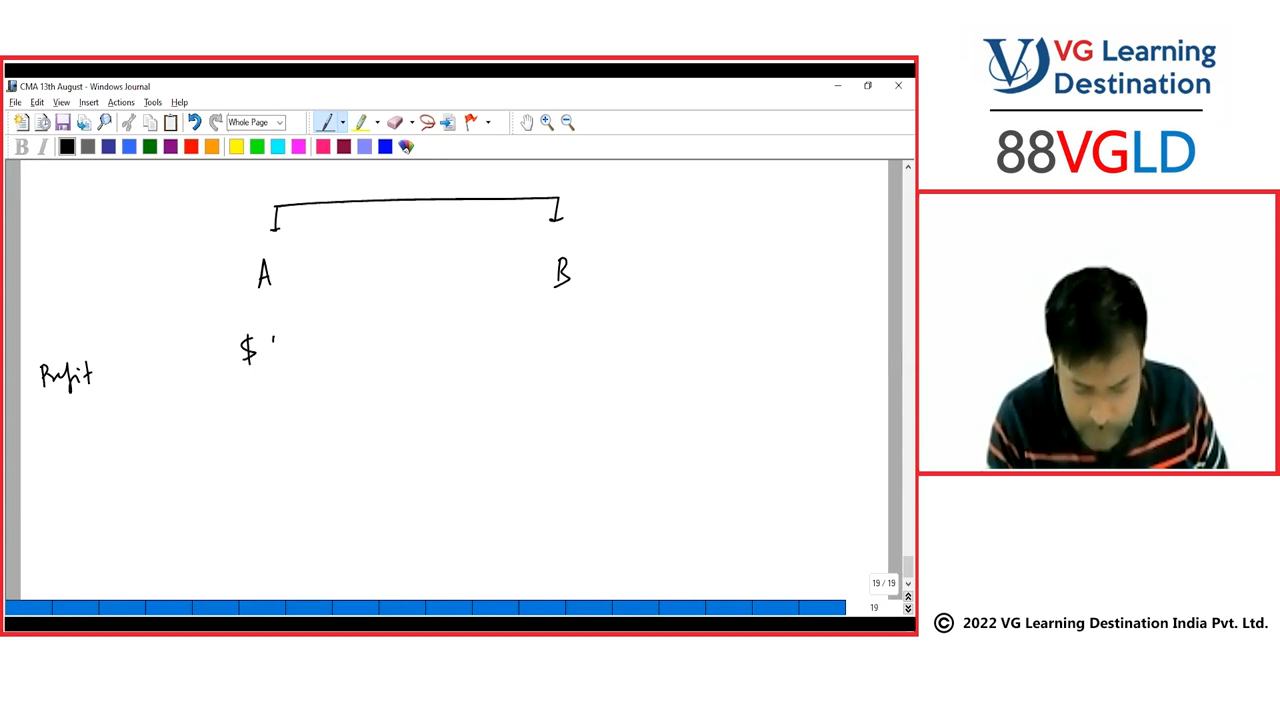 CMA 13th August - Windows Journal
File Edit View Insert Actions Tools Help
Whole Page
B I
A B
$
Profit
19 / 19
19
VG Learning
Destination
88VGLD
© 2022 VG Learning Destination India Pvt. Ltd.